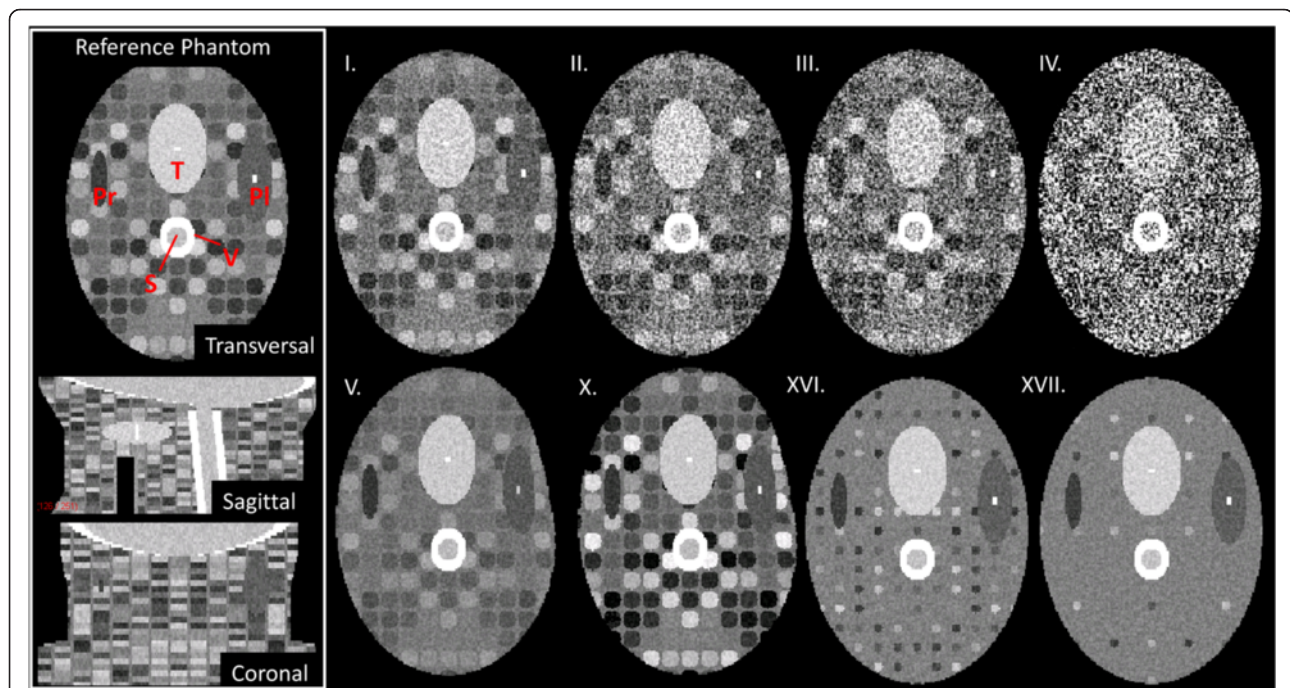 Reference Phantom
Pr
T
Pl
V
S
Transversal
Sagittal
Coronal
I.
II.
III.
IV.
V.
X.
XVI.
XVII.